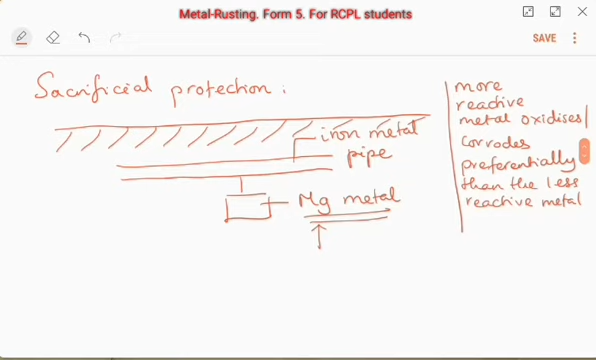 Metal-Rusting. Form 5. For RCPL students
SAVE
Sacrificial protection :
iron metal
pipe
Mg metal
more
reactive
metal oxidises/
corrodes
preferentially
than the less
reactive metal